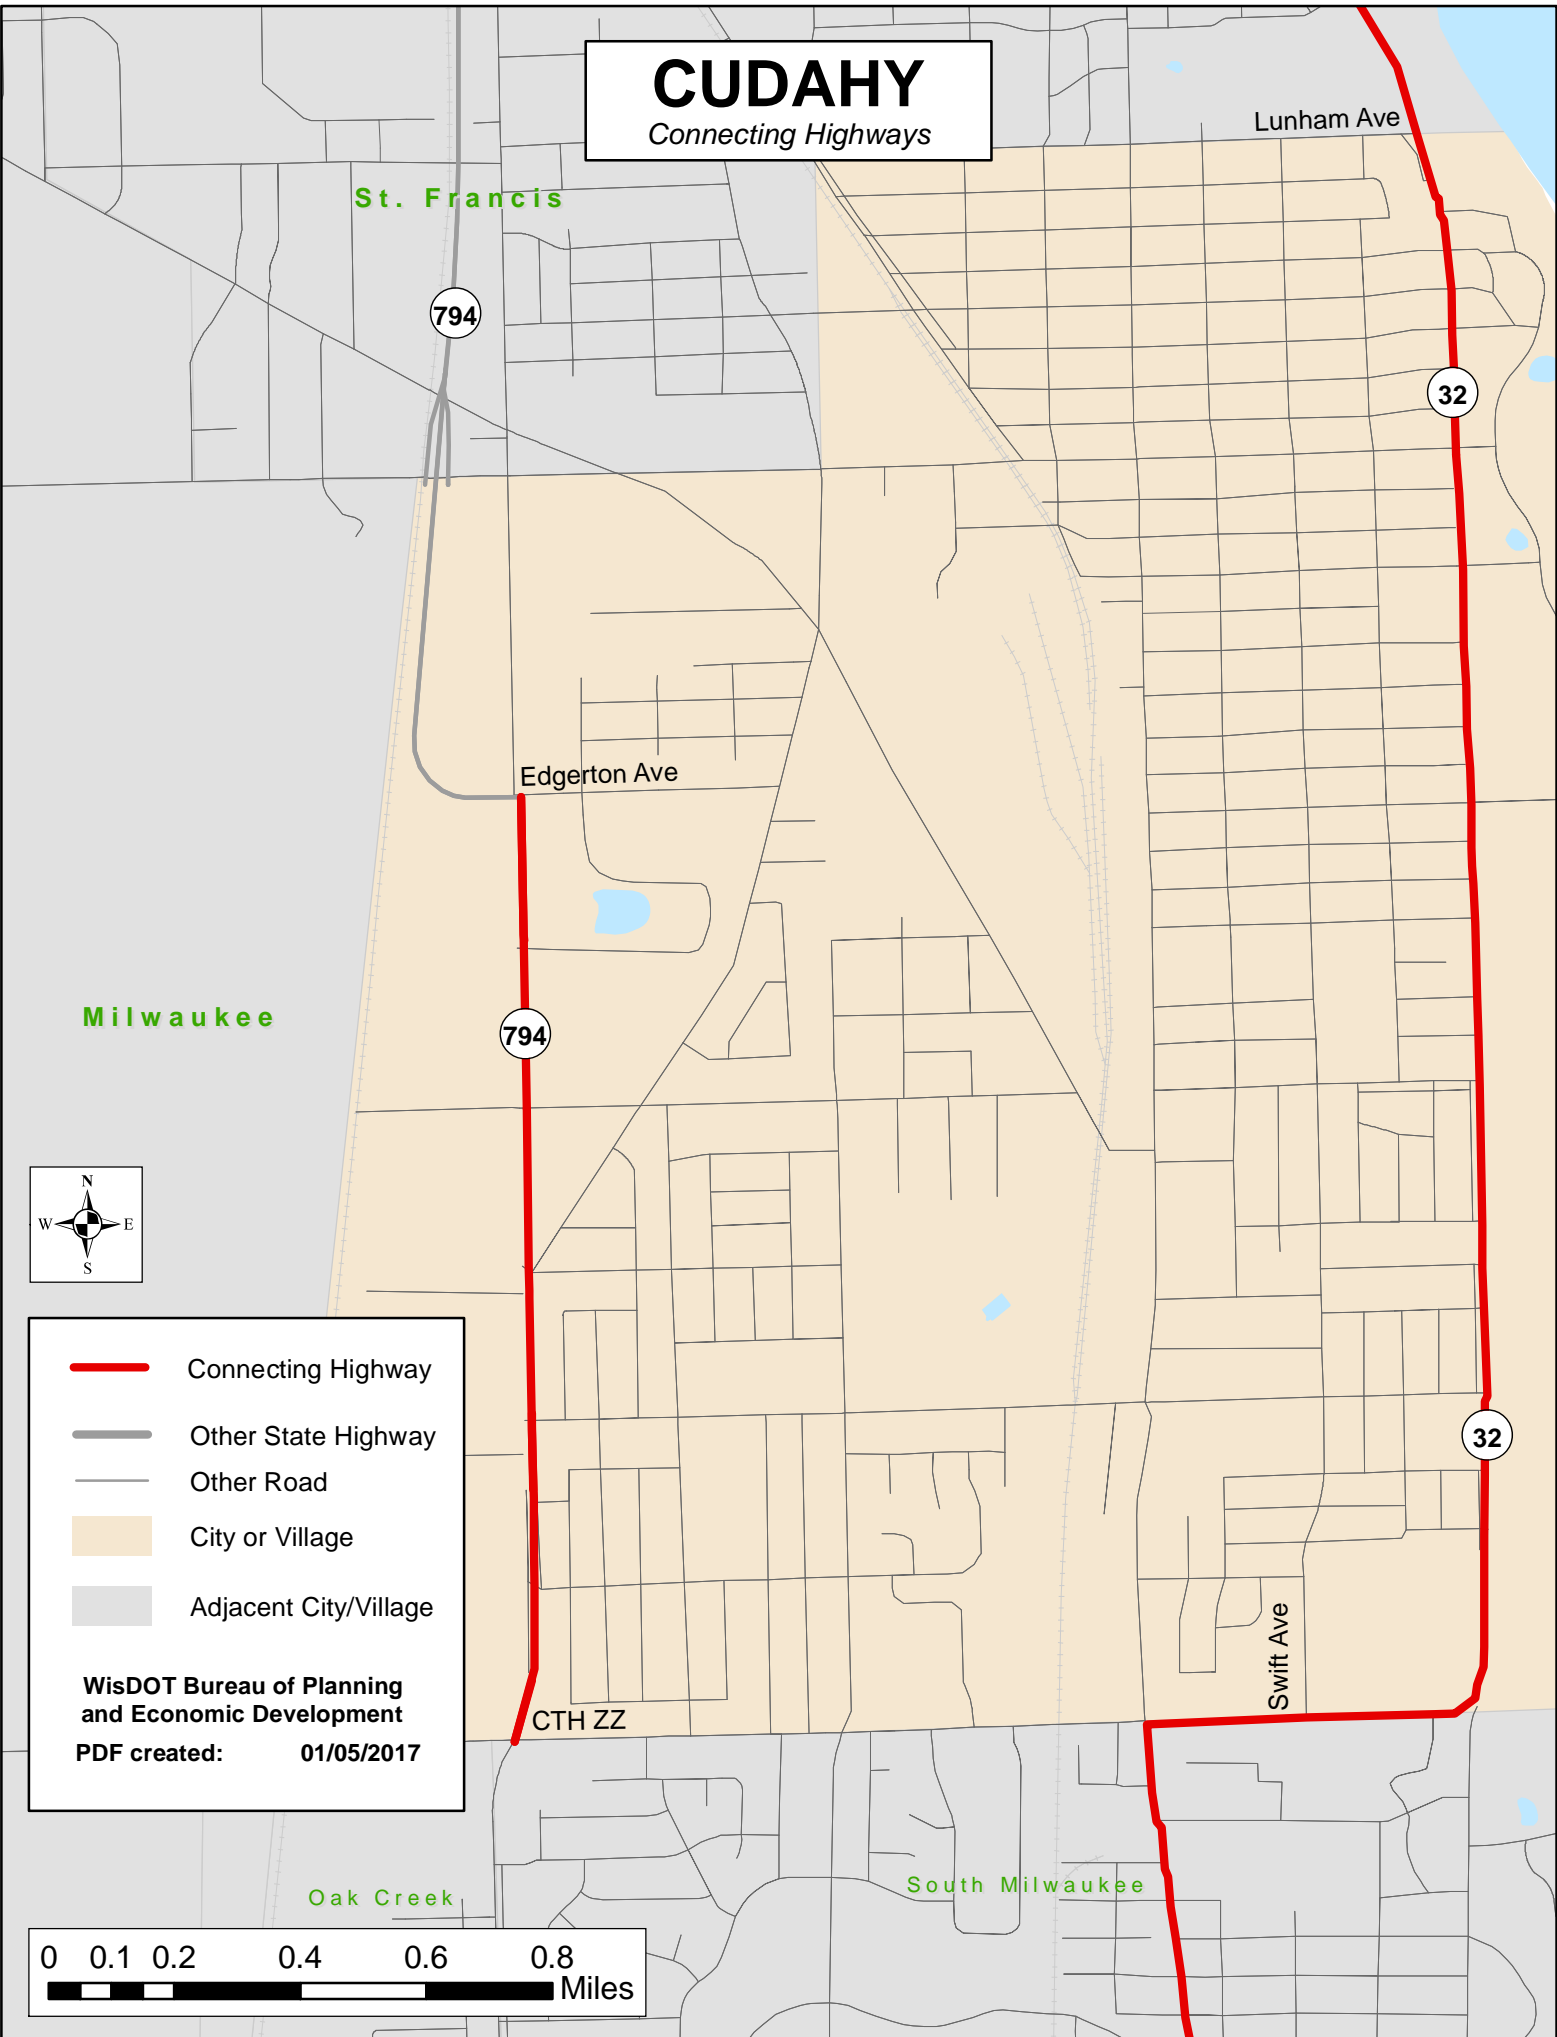 CUDAHY
Connecting Highways
Lunham Ave
St. Francis
794
32
Edgerton Ave
Milwaukee
794
N
W E
S
Connecting Highway
Other State Highway
Other Road
City or Village
Adjacent City/Village
WisDOT Bureau of Planning
and Economic Development
PDF created: 01/05/2017
32
Swift Ave
CTH ZZ
Oak Creek
South Milwaukee
0 0.1 0.2 0.4 0.6 0.8
Miles